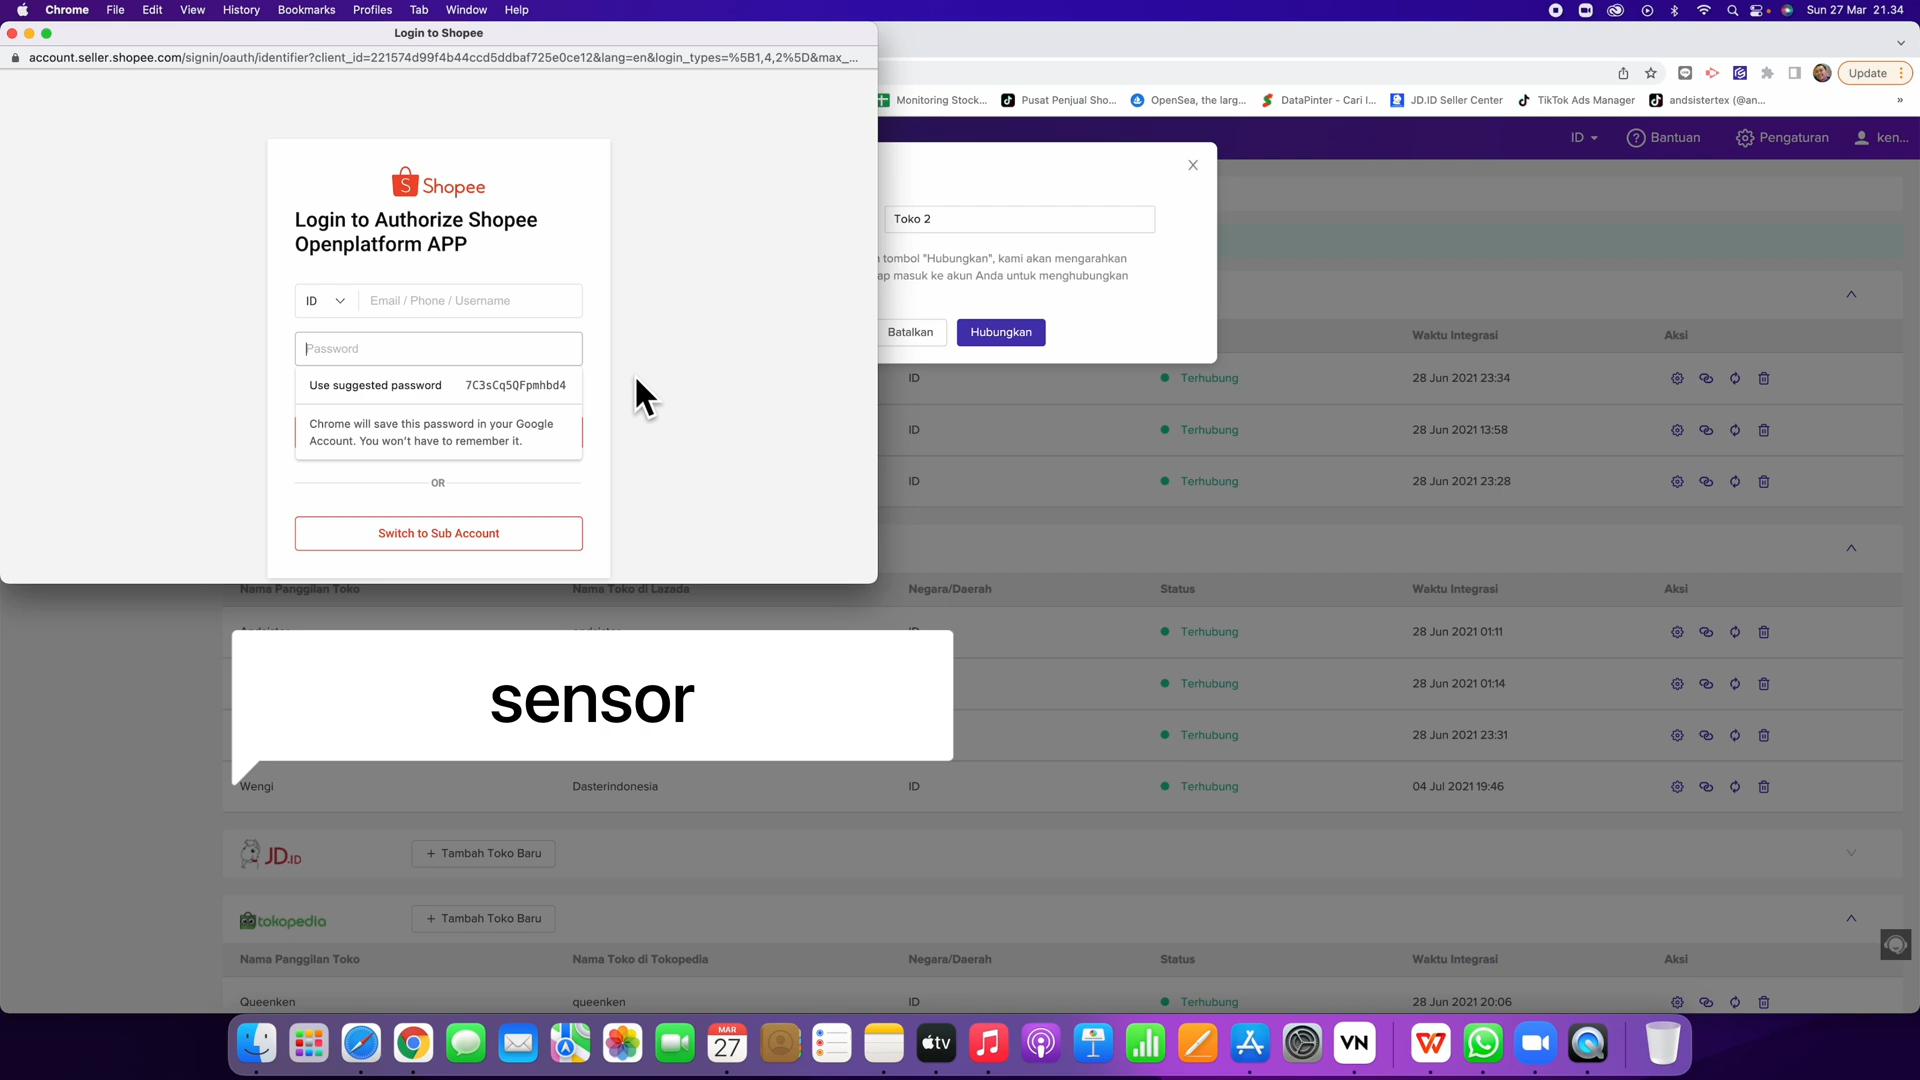 Chrome File Edit View History Bookmarks Profiles Tab Window Help
Sun 27 Mar 21.34
Login to Shopee
account.seller.shopee.com/signin/oauth/identifier?client_id=221574d99f4b44ccd5ddbaf725e0ce12&lang=en&login_types=%5B1,4,2%5D&max_...
Update
Monitoring Stock... Pusat Penjual Sho... OpenSea, the larg... DataPinter - Cari I... JD.ID Seller Center TikTok Ads Manager andsistertex (@an... »
ID Bantuan Pengaturan ken...
Shopee
Login to Authorize Shopee
Openplatform APP
ID Email / Phone / Username
Password
Use suggested password 7C3sCq5QFpmhbd4
Chrome will save this password in your Google
Account. You won't have to remember it.
OR
Switch to Sub Account
Toko 2
tombol "Hubungkan", kami akan mengarahkan
ap masuk ke akun Anda untuk menghubungkan
Batalkan Hubungkan
Waktu Integrasi Aksi
ID Terhubung 28 Jun 2021 23:34
ID Terhubung 28 Jun 2021 13:58
ID Terhubung 28 Jun 2021 23:28
Nama Panggilan Toko Nama Toko di Lazada Negara/Daerah Status Waktu Integrasi Aksi
Terhubung 28 Jun 2021 01:11
Terhubung 28 Jun 2021 01:14
Terhubung 28 Jun 2021 23:31
sensor
Wengi Dasterindonesia ID Terhubung 04 Jul 2021 19:46
JD.ID + Tambah Toko Baru
tokopedia + Tambah Toko Baru
Nama Panggilan Toko Nama Toko di Tokopedia Negara/Daerah Status Waktu Integrasi Aksi
Queenken queenken ID Terhubung 28 Jun 2021 20:06
MAR
27
tv
VN
W